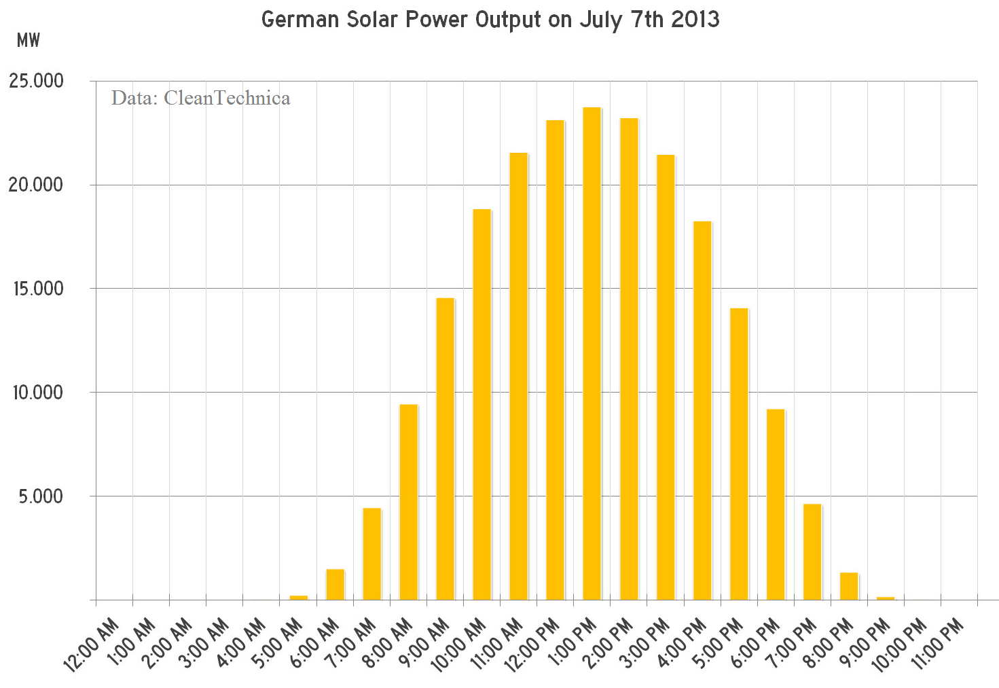 German Solar Power Output on July 7th 2013
MW
25.000
Data: CleanTechnica
20.000
15.000
10.000
5.000
12:00 AM
1:00 AM
2:00 AM
3:00 AM
4:00 AM
5:00 AM
6:00 AM
7:00 AM
8:00 AM
9:00 AM
10:00 AM
11:00 AM
12:00 PM
1:00 PM
2:00 PM
3:00 PM
4:00 PM
5:00 PM
6:00 PM
7:00 PM
8:00 PM
9:00 PM
10:00 PM
11:00 PM